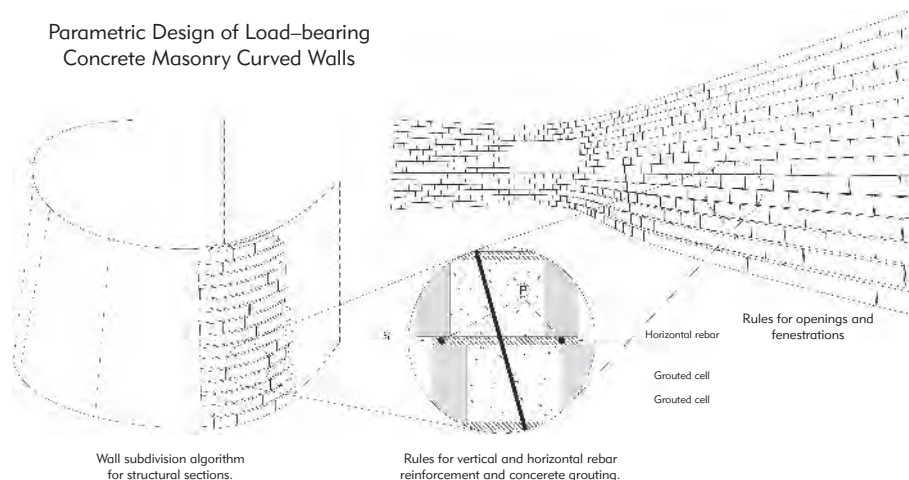 Parametric Design of Load–bearing
Concrete Masonry Curved Walls
P
Horizontal rebar
Rules for openings and
fenestrations
Grouted cell
Grouted cell
Wall subdivision algorithm
for structural sections.
Rules for vertical and horizontal rebar
reinforcement and concerete grouting.